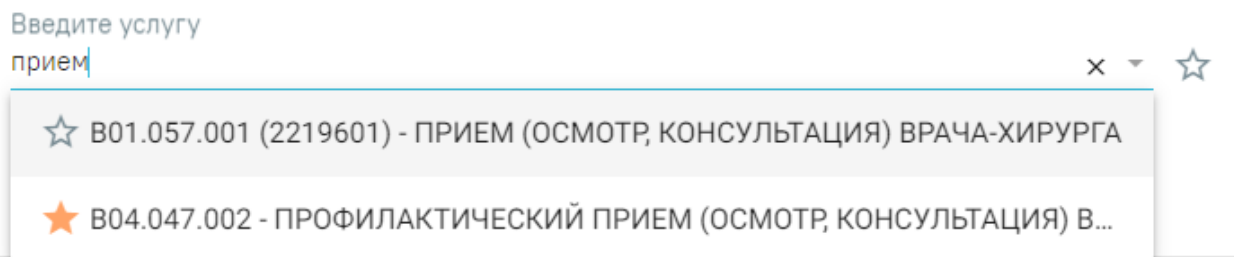 Введите услугу
прием
B01.057.001 (2219601) - ПРИЕМ (ОСМОТР, КОНСУЛЬТАЦИЯ) ВРАЧА-ХИРУРГА
B04.047.002 - ПРОФИЛАКТИЧЕСКИЙ ПРИЕМ (ОСМОТР, КОНСУЛЬТАЦИЯ) В...